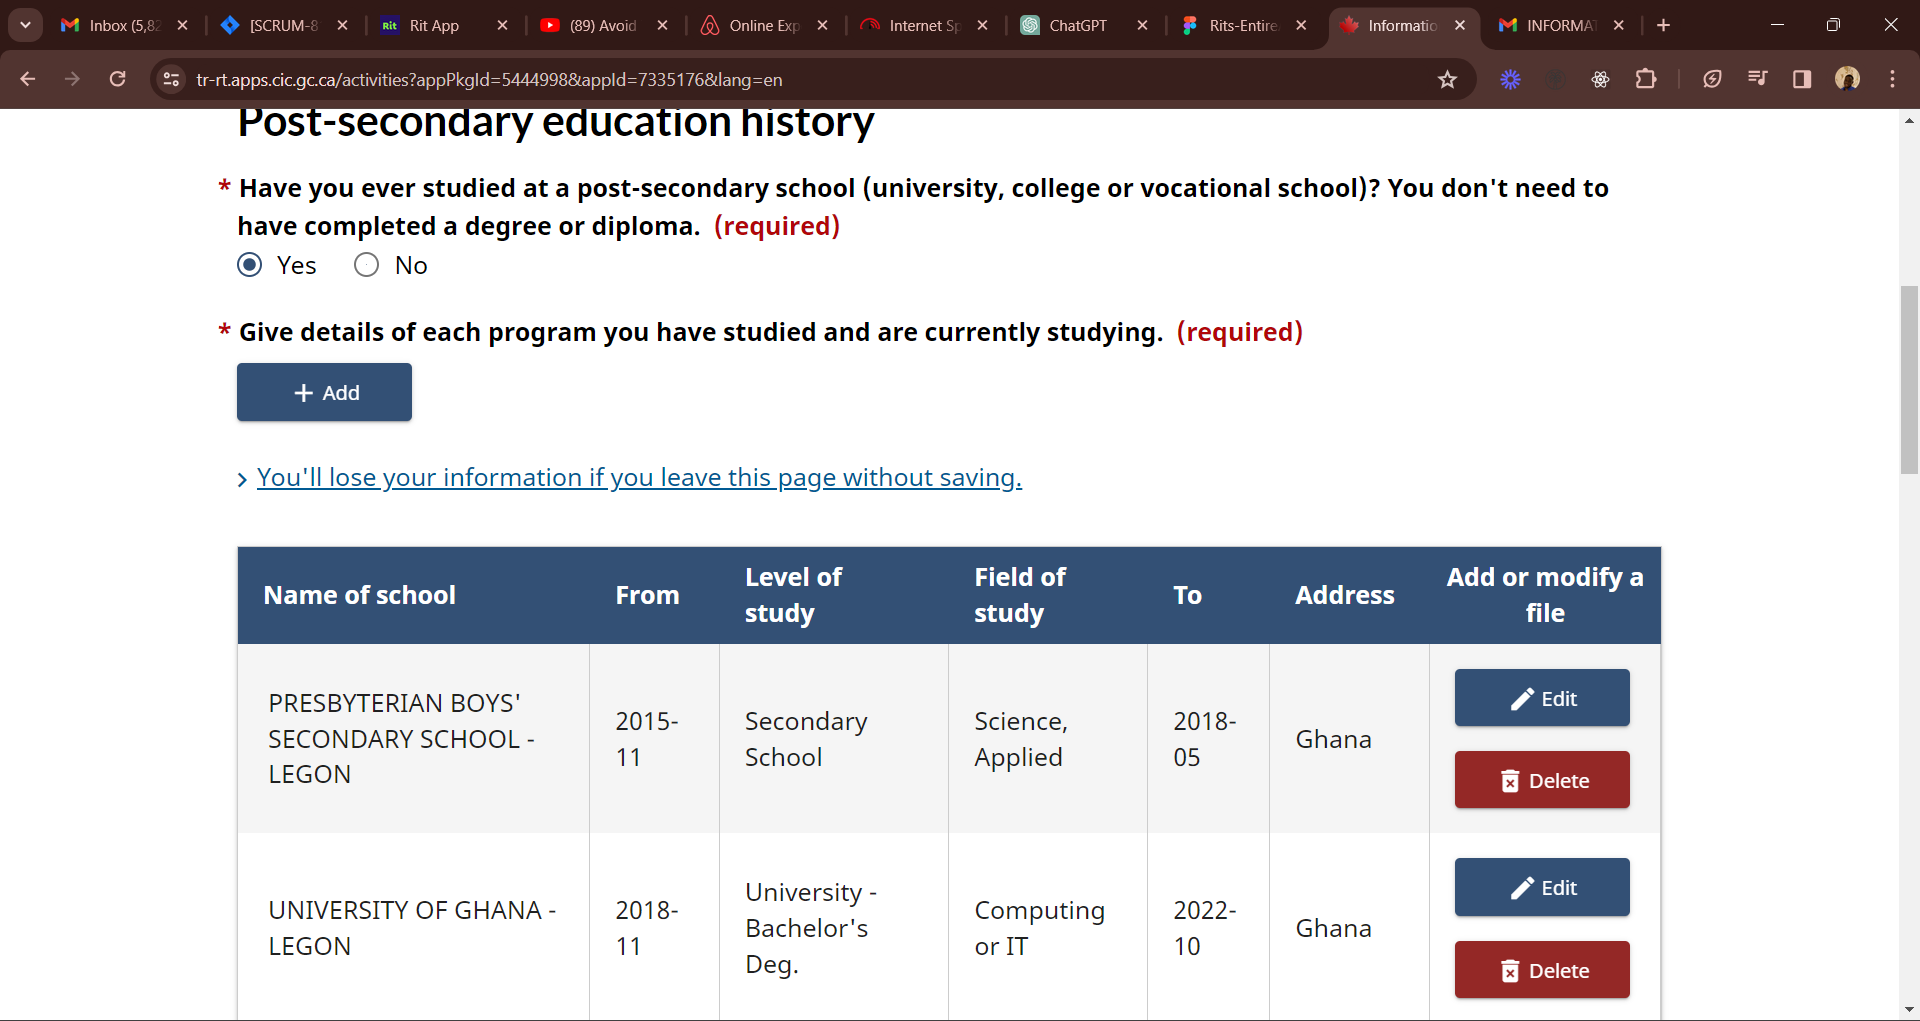 Inbox (5,82
[SCRUM-8
Rit
Rit App
(89) Avoid
Online Exp
Internet Sp
ChatGPT
Rits-Entire
Informatio
INFORMAT
tr-rt.apps.cic.gc.ca/activities?appPkgId=5444998&appId=7335176&lang=en
Post-secondary education history
* Have you ever studied at a post-secondary school (university, college or vocational school)? You don't need to
have completed a degree or diploma. (required)
Yes No
* Give details of each program you have studied and are currently studying. (required)
+ Add
You'll lose your information if you leave this page without saving.
Name of school
From
Level of
study
Field of
study
To
Address
Add or modify a
file
PRESBYTERIAN BOYS'
SECONDARY SCHOOL -
LEGON
2015-
11
Secondary
School
Science,
Applied
2018-
05
Ghana
Edit
Delete
UNIVERSITY OF GHANA -
LEGON
2018-
11
University -
Bachelor's
Deg.
Computing
or IT
2022-
10
Ghana
Edit
Delete